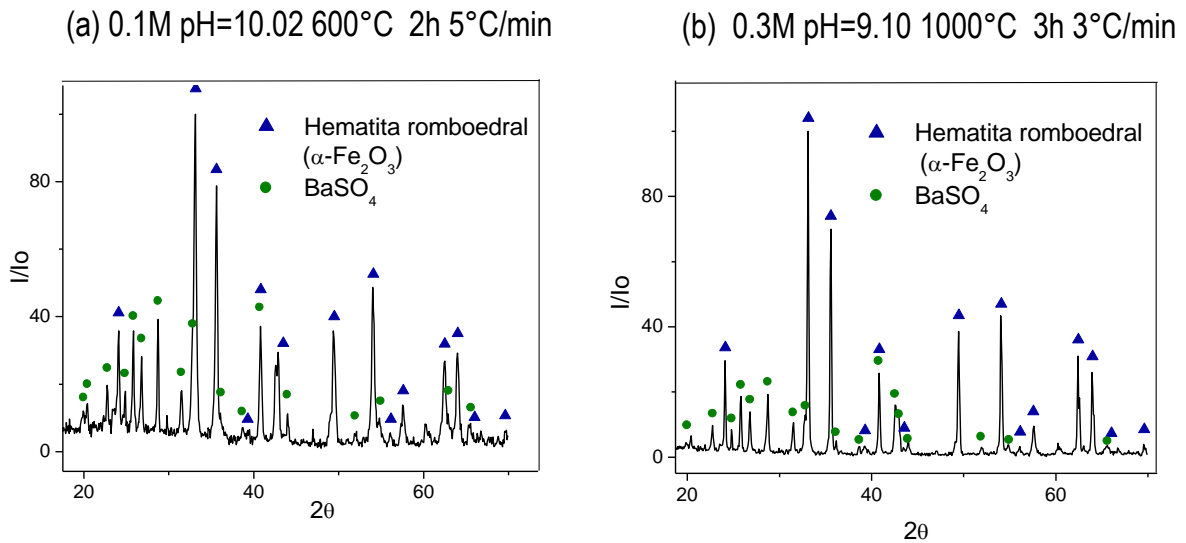 (a) 0.1M pH=10.02 600°C 2h 5°C/min
80
40
0
I/Io
20
40
60
2θ
▲ Hematita romboedral
(α-Fe₂O₃)
● BaSO₄
(b) 0.3M pH=9.10 1000°C 3h 3°C/min
80
40
0
I/Io
20
40
60
2θ
▲ Hematita romboedral
(α-Fe₂O₃)
● BaSO₄